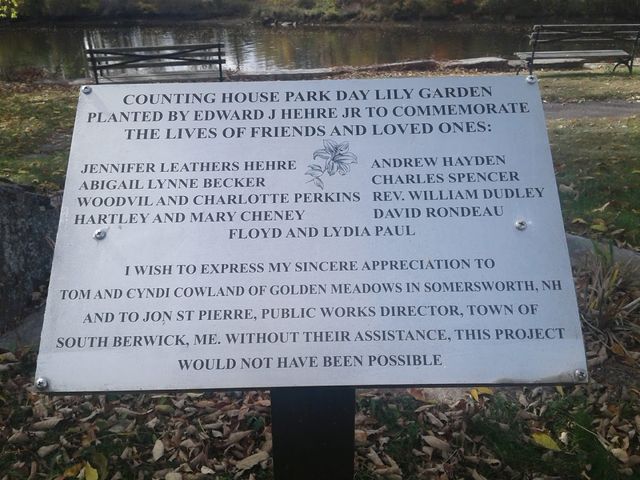 COUNTING HOUSE PARK DAY LILY GARDEN
PLANTED BY EDWARD J HEHRE JR TO COMMEMORATE
THE LIVES OF FRIENDS AND LOVED ONES:
JENNIFER LEATHERS HEHRE
ABIGAIL LYNNE BECKER
WOODVIL AND CHARLOTTE PERKINS
HARTLEY AND MARY CHENEY
ANDREW HAYDEN
CHARLES SPENCER
REV. WILLIAM DUDLEY
DAVID RONDEAU
FLOYD AND LYDIA PAUL
I WISH TO EXPRESS MY SINCERE APPRECIATION TO
TOM AND CYNDI COWLAND OF GOLDEN MEADOWS IN SOMERSWORTH, NH
AND TO JON ST PIERRE, PUBLIC WORKS DIRECTOR, TOWN OF
SOUTH BERWICK, ME. WITHOUT THEIR ASSISTANCE, THIS PROJECT
WOULD NOT HAVE BEEN POSSIBLE